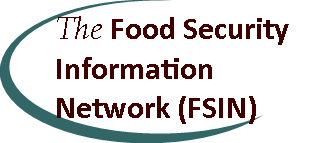 The Food Security
Information
Network (FSIN)